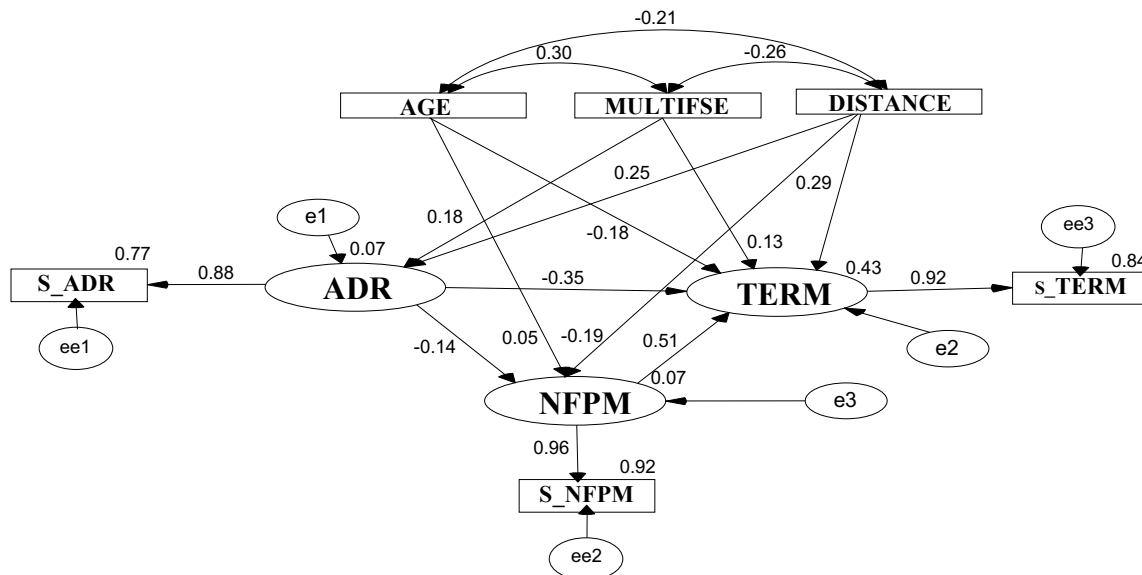 -0.21
0.30
-0.26
AGE
MULTIFSE
DISTANCE
0.25
0.29
e1
0.18
-0.18
0.13
ee3
0.77
0.07
0.43
0.84
S_ADR
0.88
ADR
-0.35
TERM
0.92
S_TERM
ee1
-0.14
0.05
-0.19
0.51
e2
0.07
NFPM
e3
0.96
0.92
S_NFPM
ee2